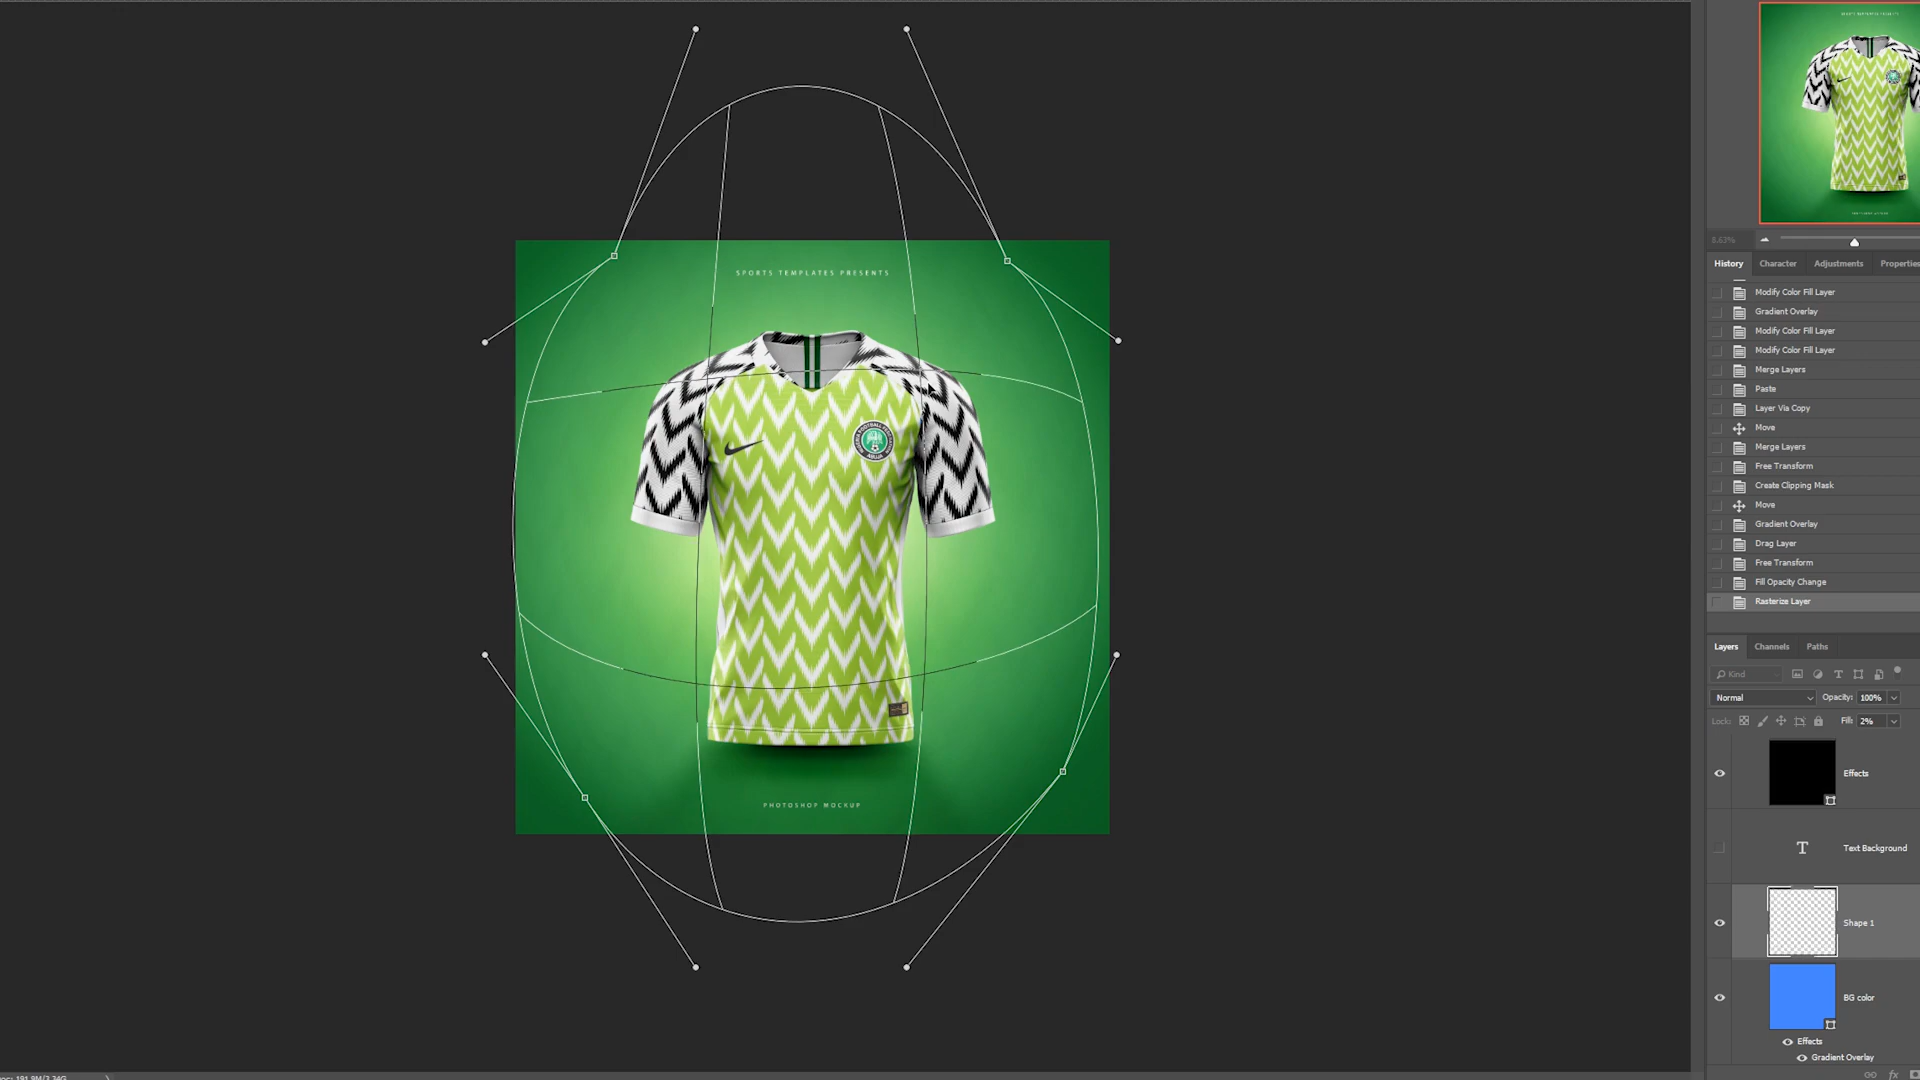 SPORTS TEMPLATES PRESENTS
PHOTOSHOP MOCKUP
8.63%
History Character Adjustments Properties
Modify Color Fill Layer
Gradient Overlay
Modify Color Fill Layer
Modify Color Fill Layer
Merge Layers
Paste
Layer Via Copy
Move
Merge Layers
Free Transform
Create Clipping Mask
Move
Gradient Overlay
Drag Layer
Free Transform
Fill Opacity Change
Rasterize Layer
Layers Channels Paths
Kind
Normal Opacity: 100%
Lock: Fill: 2%
Effects
T Text Background
Shape 1
BG color
Effects
Gradient Overlay
fx